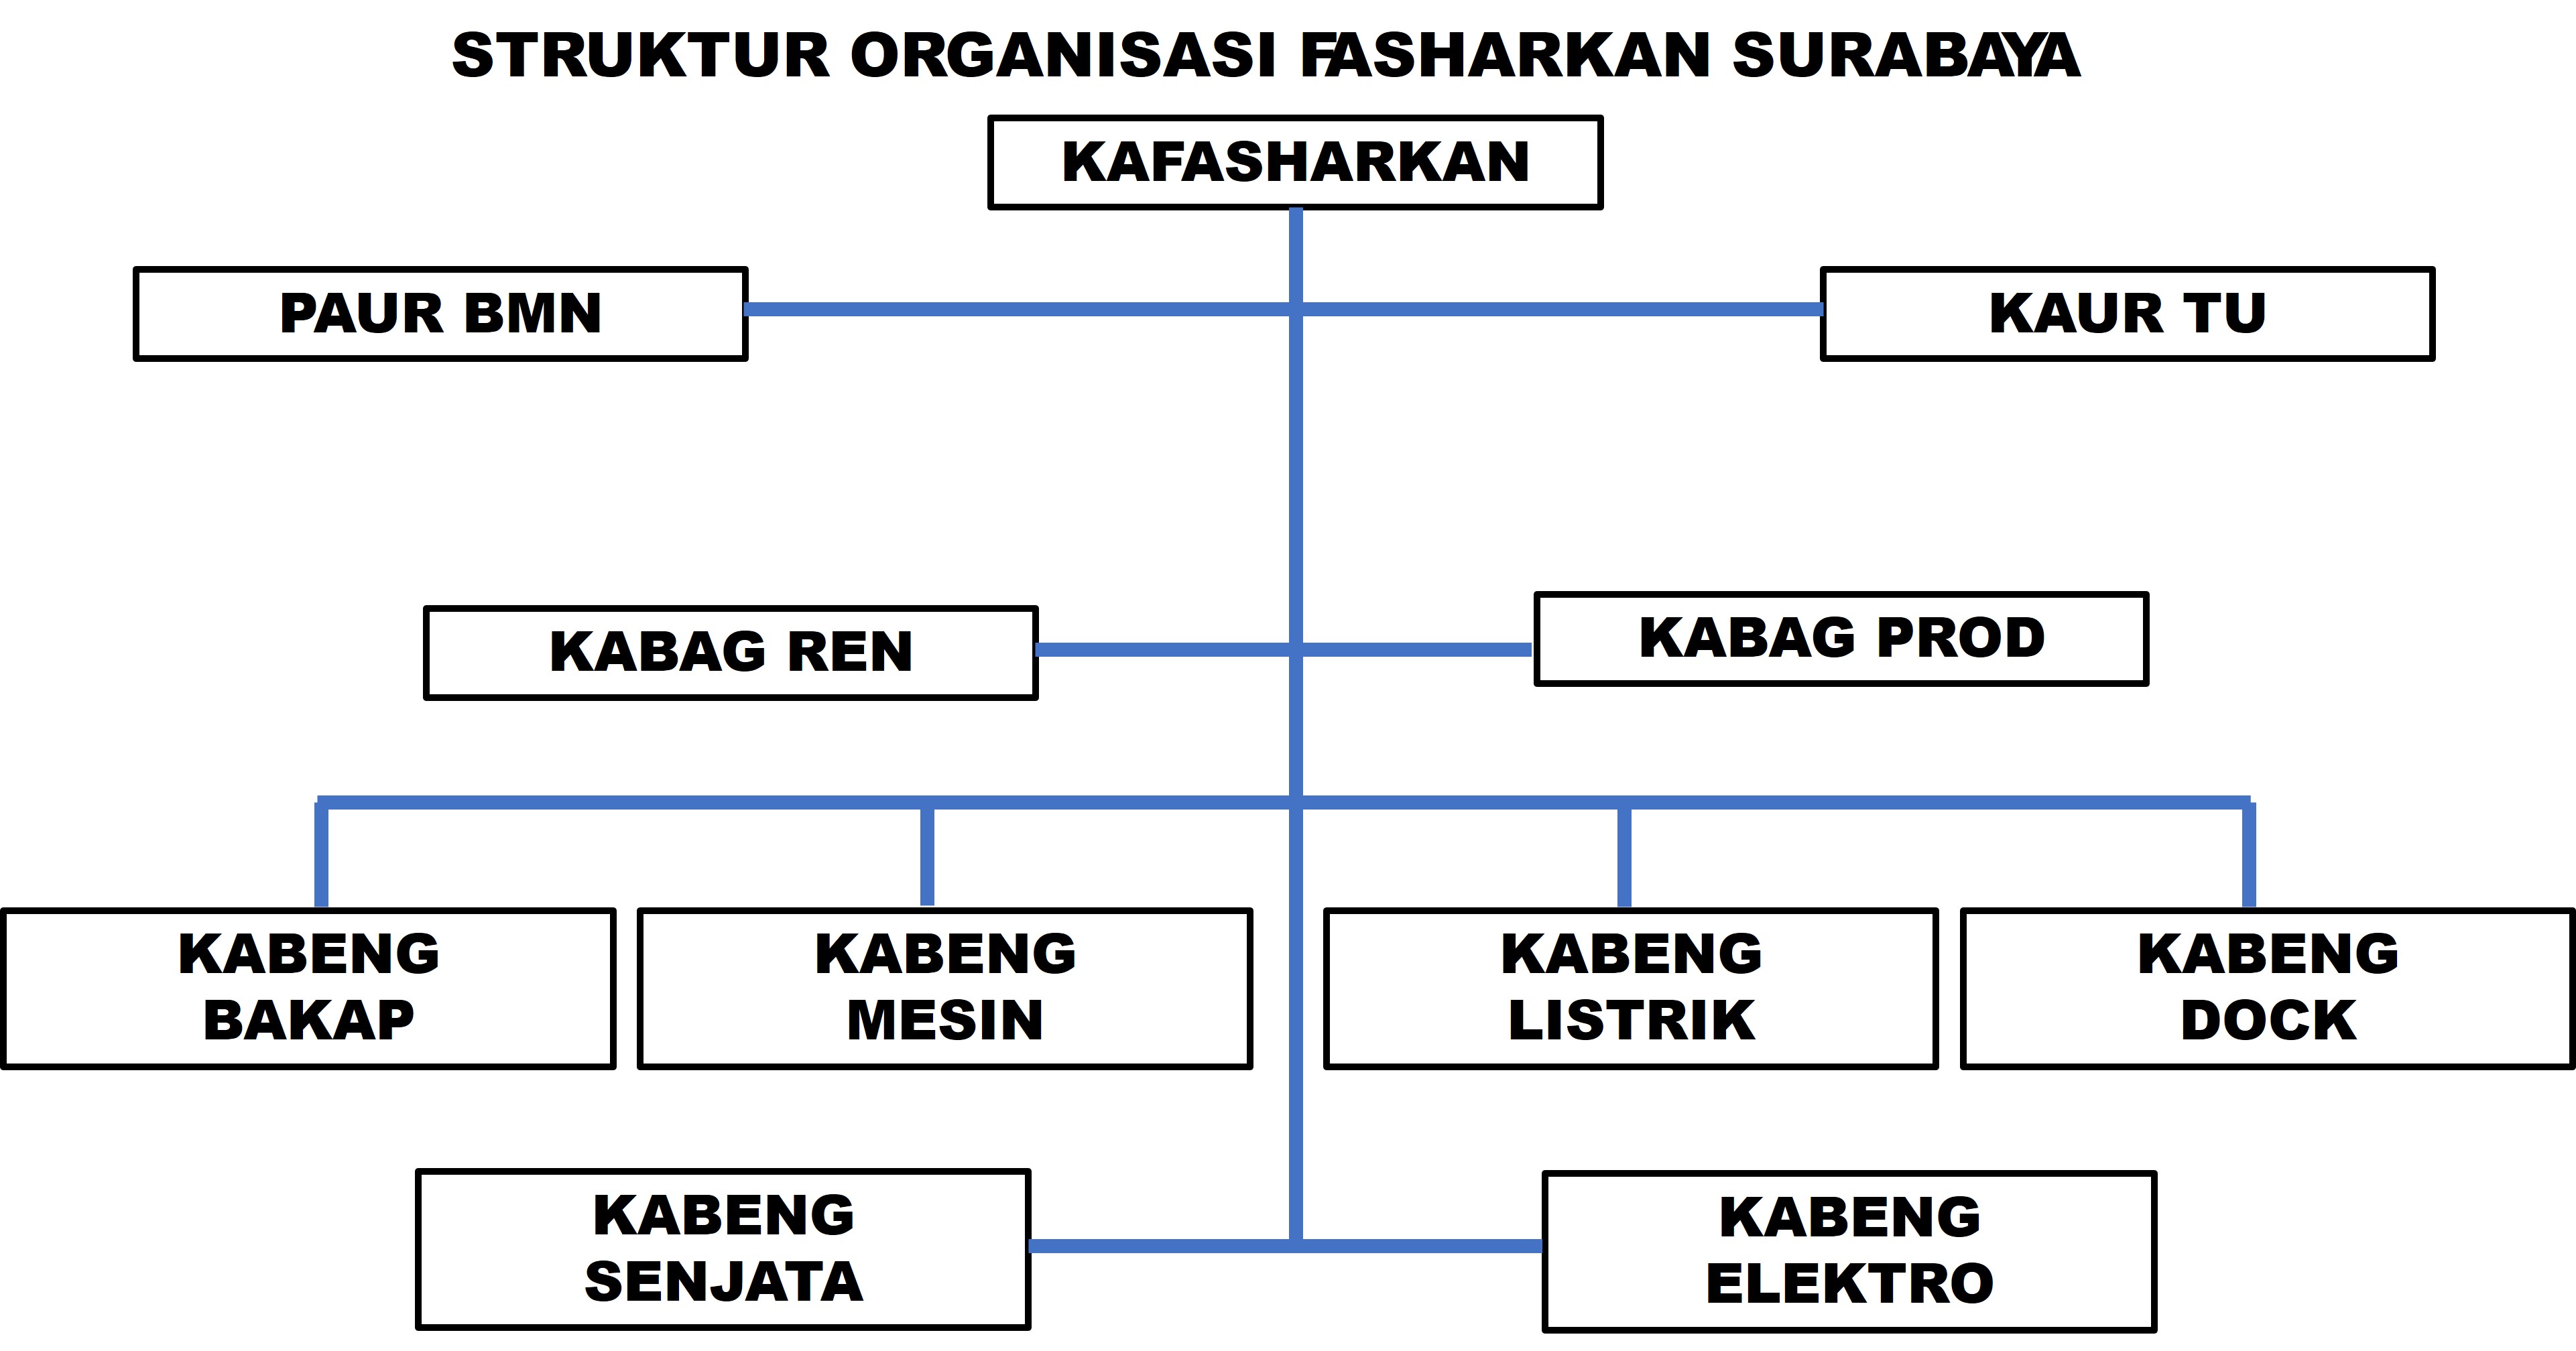 STRUKTUR ORGANISASI FASHARKAN SURABAYA
KAFASHARKAN
PAUR BMN
KAUR TU
KABAG REN
KABAG PROD
KABENG
BAKAP
KABENG
MESIN
KABENG
LISTRIK
KABENG
DOCK
KABENG
SENJATA
KABENG
ELEKTRO